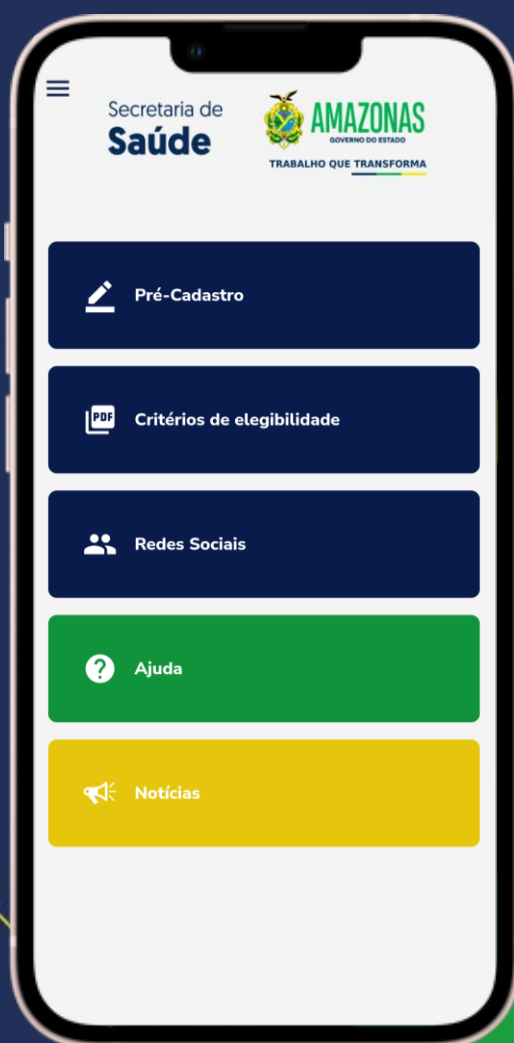 Secretaria de
Saúde
AMAZONAS
GOVERNO DO ESTADO
TRABALHO QUE TRANSFORMA
Pré-Cadastro
PDF
Critérios de elegibilidade
Redes Sociais
?
Ajuda
Notícias